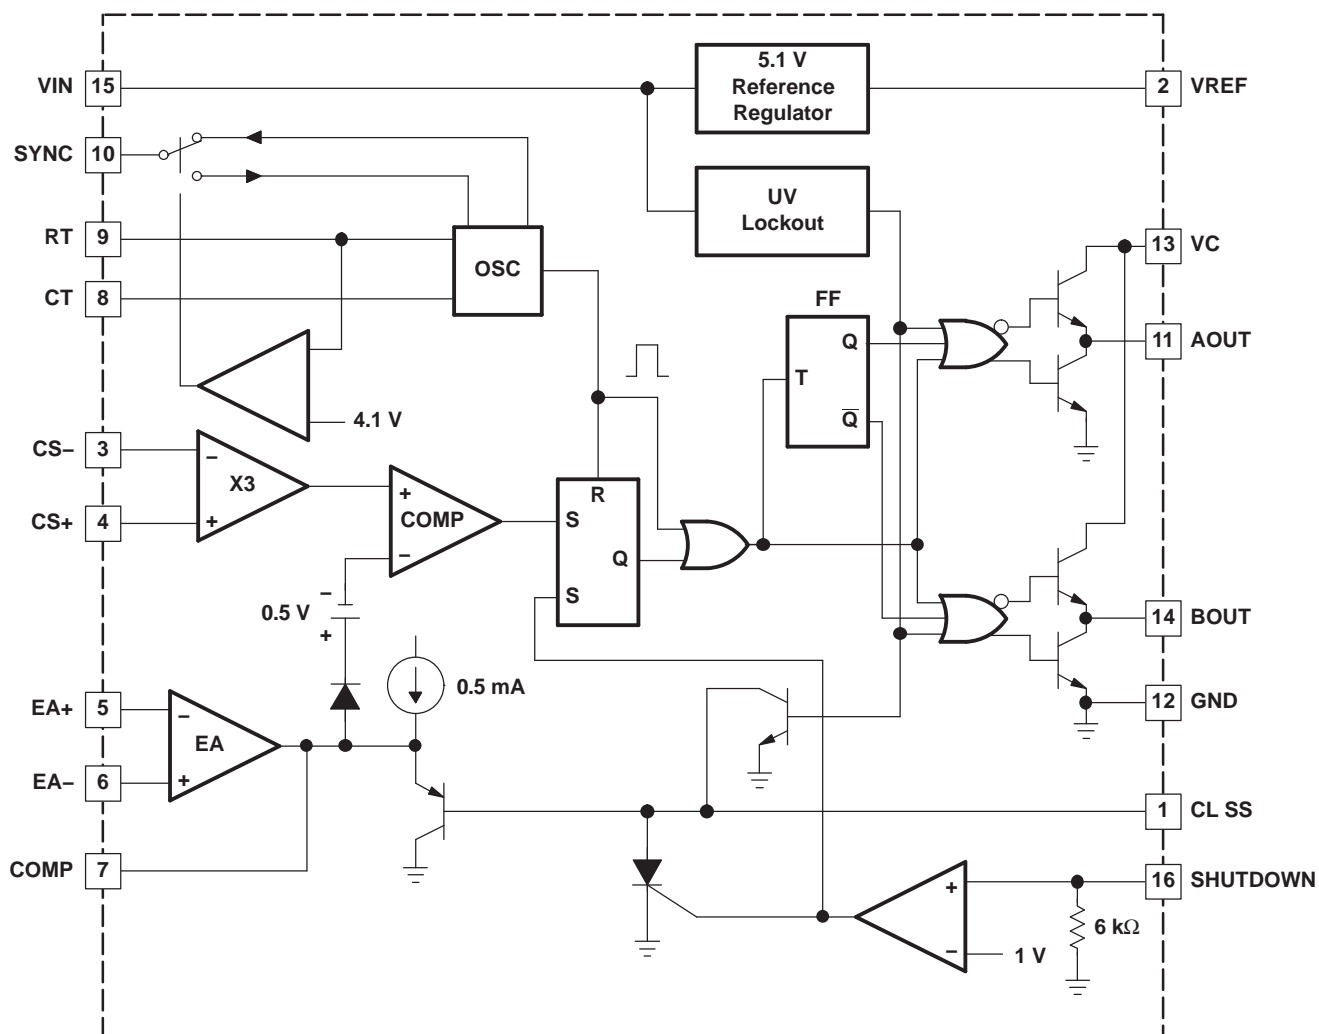 5.1 V
Reference
Regulator
VIN
15
2
VREF
SYNC
10
UV
Lockout
RT
9
OSC
13
VC
CT
8
FF
Q
11
AOUT
T
Q̅
4.1 V
CS–
3
–
X3
+
CS+
4
+
COMP
–
R
S
Q
S
–
0.5 V
+
14
BOUT
0.5 mA
EA+
5
–
EA
+
12
GND
EA–
6
1
CL SS
COMP
7
16
SHUTDOWN
+
6 kΩ
–
1 V